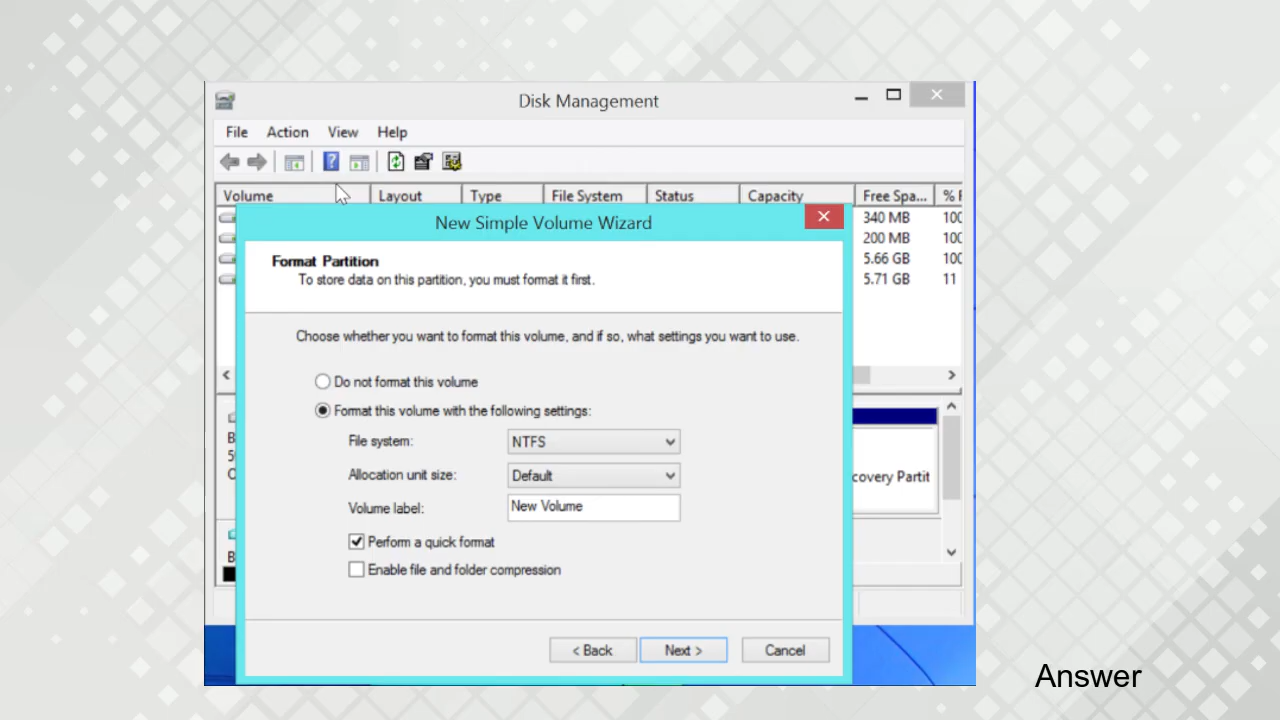 Disk Management
File Action View Help
Volume Layout Type File System Status Capacity Free Spa... %
340 MB 100
200 MB 100
5.66 GB 100
5.71 GB 11
New Simple Volume Wizard
Format Partition
To store data on this partition, you must format it first.
Choose whether you want to format this volume, and if so, what settings you want to use.
Do not format this volume
Format this volume with the following settings:
File system: NTFS
Allocation unit size: Default
Volume label: New Volume
Perform a quick format
Enable file and folder compression
< Back Next > Cancel
covery Partit
Answer